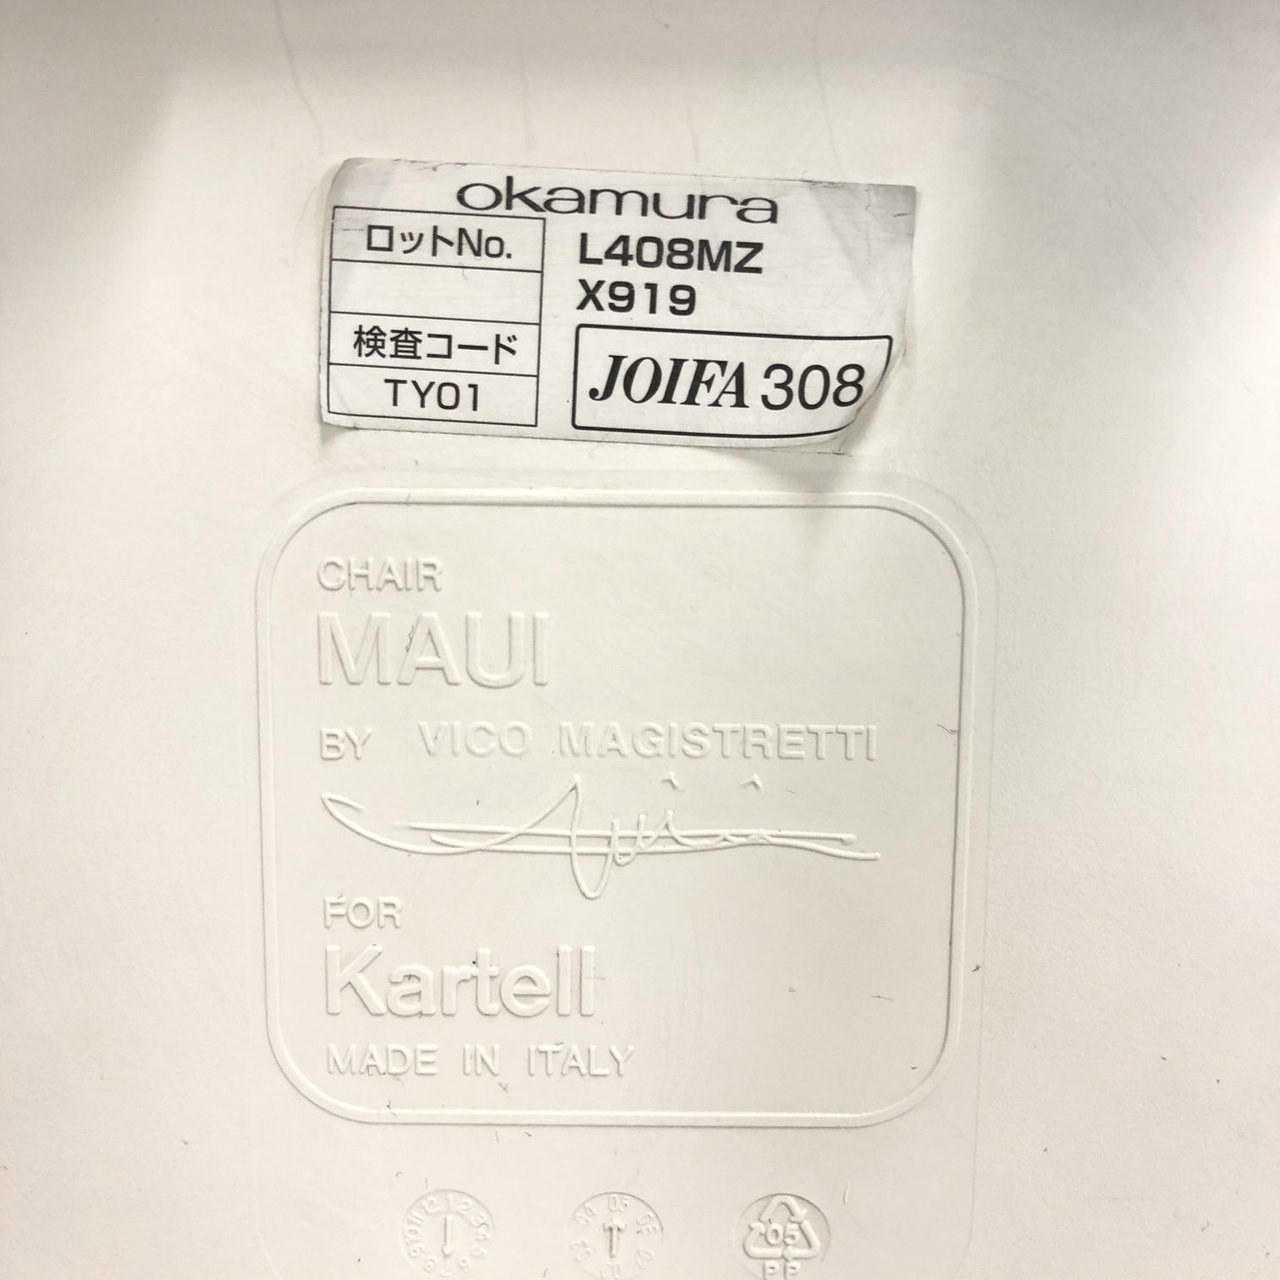 okamura
ロットNo.
L408MZ
X919
検査コード
TY01
JOIFA 308
CHAIR
MAUI
BY VICO MAGISTRETTI
FOR
Kartell
MADE IN ITALY
05
PP